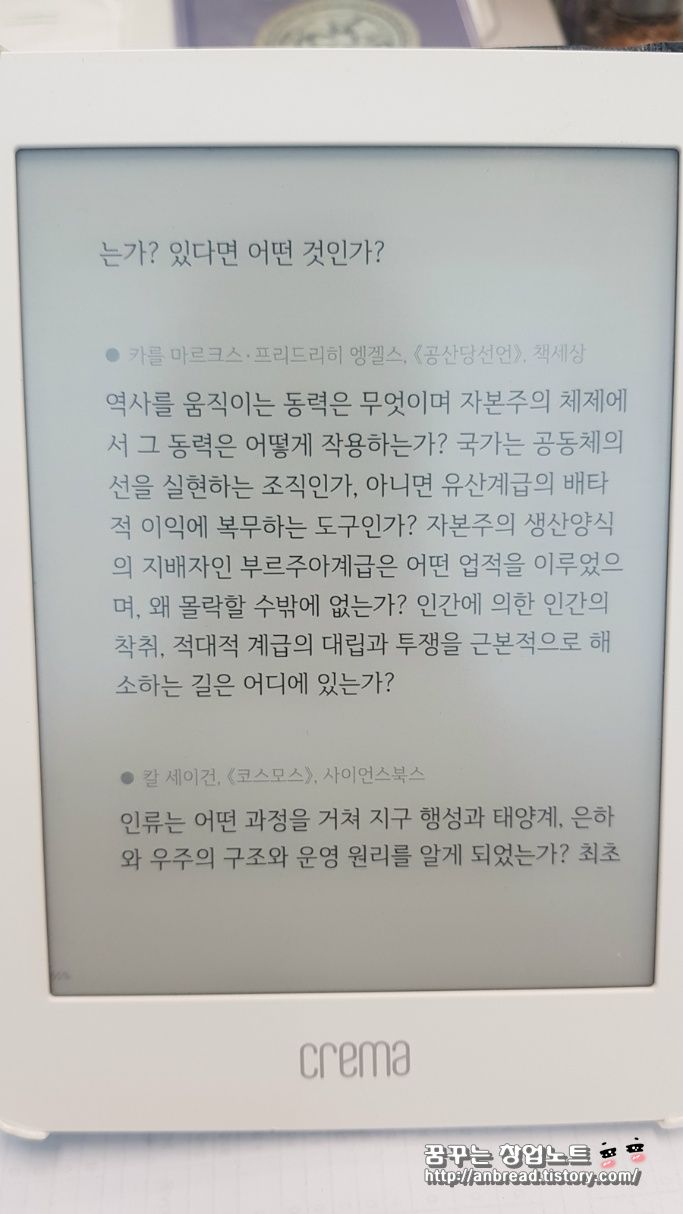 는가? 있다면 어떤 것인가?
● 카를 마르크스·프리드리히 엥겔스, 《공산당선언》, 책세상
역사를 움직이는 동력은 무엇이며 자본주의 체제에
서 그 동력은 어떻게 작용하는가? 국가는 공동체의
선을 실현하는 조직인가, 아니면 유산계급의 배타
적 이익에 복무하는 도구인가? 자본주의 생산양식
의 지배자인 부르주아계급은 어떤 업적을 이루었으
며, 왜 몰락할 수밖에 없는가? 인간에 의한 인간의
착취, 적대적 계급의 대립과 투쟁을 근본적으로 해
소하는 길은 어디에 있는가?
● 칼 세이건, 《코스모스》, 사이언스북스
인류는 어떤 과정을 거쳐 지구 행성과 태양계, 은하
와 우주의 구조와 운영 원리를 알게 되었는가? 최초
crema
꿈꾸는 창업노트
http://anbread.tistory.com/